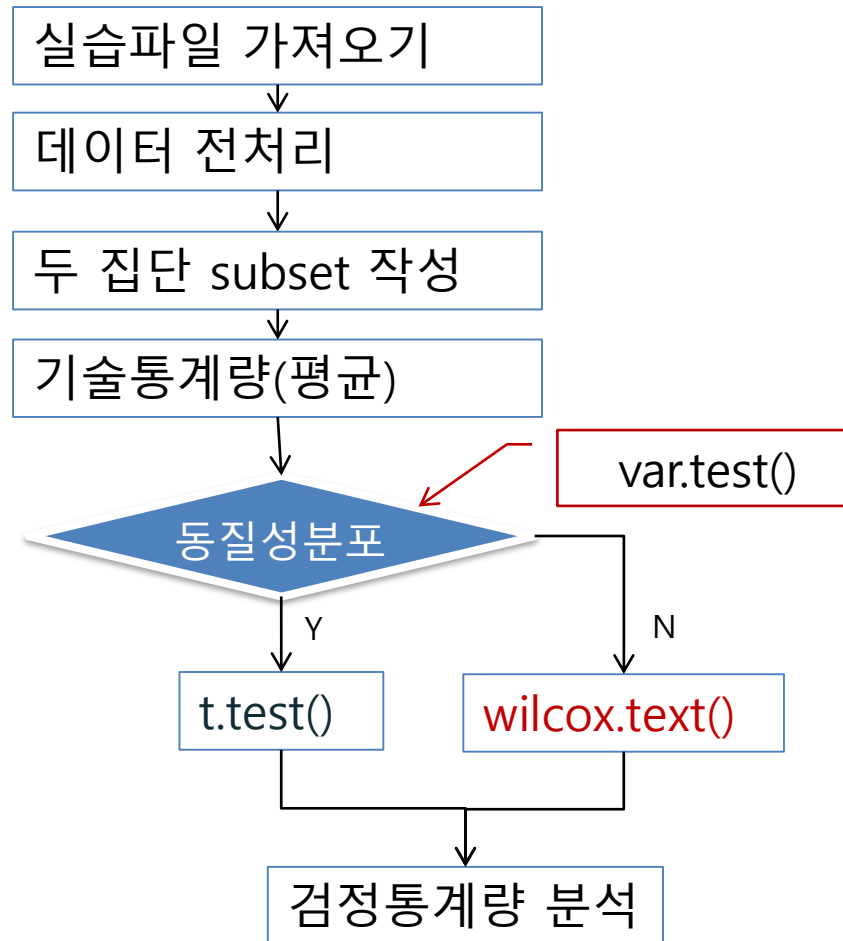 실습파일 가져오기
데이터 전처리
두 집단 subset 작성
기술통계량(평균)
var.test()
동질성분포
Y
N
t.test()
wilcox.text()
검정통계량 분석